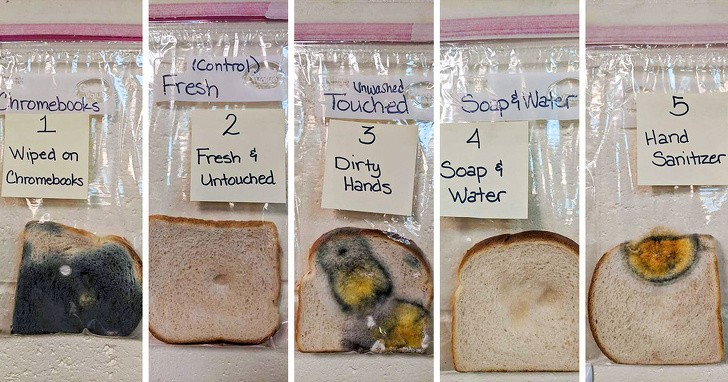 Chromebooks
1
Wiped on
Chromebooks
(Control)
Fresh
2
Fresh &
Untouched
Unwashed
Touched
3
Dirty
Hands
Soap & Water
4
Soap &
Water
5
Hand
Sanitizer